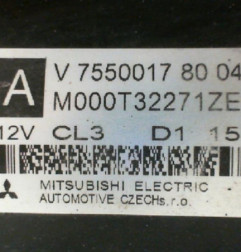 A
V 7550017 80 04
M000T32271ZE
12V CL3 D1 15
MITSUBISHI ELECTRIC
AUTOMOTIVE CZECHs.r.o.